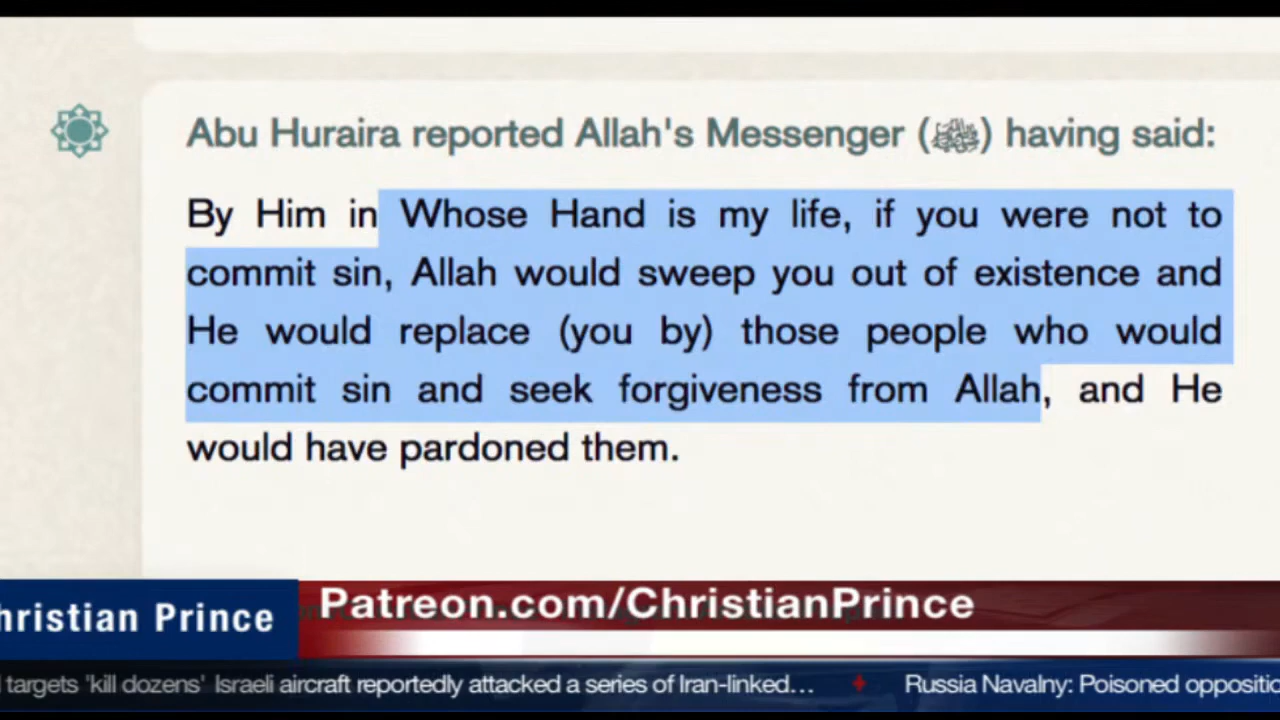 Abu Huraira reported Allah's Messenger (ﷺ) having said:
By Him in Whose Hand is my life, if you were not to
commit sin, Allah would sweep you out of existence and
He would replace (you by) those people who would
commit sin and seek forgiveness from Allah, and He
would have pardoned them.
hristian Prince
Patreon.com/ChristianPrince
targets 'kill dozens' Israeli aircraft reportedly attacked a series of Iran-linked... Russia Navalny: Poisoned oppositio